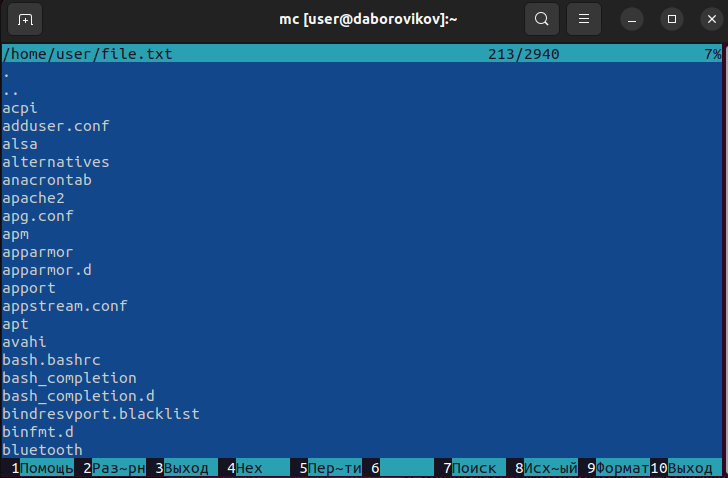 mc [user@daborovikov]:~
/home/user/file.txt 213/2940 7%
.
..
acpi
adduser.conf
alsa
alternatives
anacrontab
apache2
apg.conf
apm
apparmor
apparmor.d
apport
appstream.conf
apt
avahi
bash.bashrc
bash_completion
bash_completion.d
bindresvport.blacklist
binfmt.d
bluetooth
1Помощь 2Раз~рн 3Выход 4Hex 5Пер~ти 6 7Поиск 8Исх~ый 9Формат10Выход